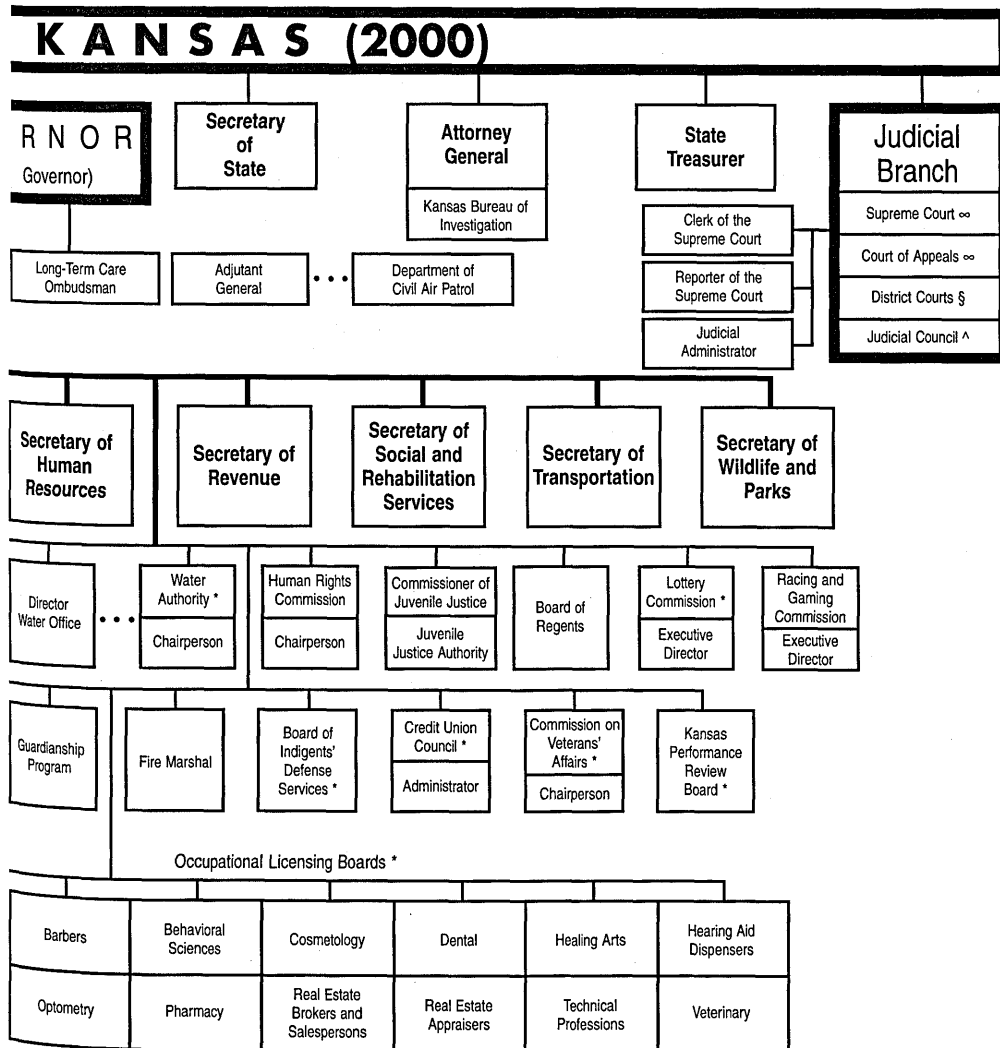 KANSAS (2000)
RNOR
Governor)
Secretary
of
State
Attorney
General
Kansas Bureau of
Investigation
State
Treasurer
Judicial
Branch
Supreme Court ∞
Court of Appeals ∞
District Courts §
Judicial Council ^
Clerk of the
Supreme Court
Reporter of the
Supreme Court
Judicial
Administrator
Long-Term Care
Ombudsman
Adjutant
General
•••
Department of
Civil Air Patrol
Secretary of
Human
Resources
Secretary of
Revenue
Secretary of
Social and
Rehabilitation
Services
Secretary of
Transportation
Secretary of
Wildlife and
Parks
Director
Water Office
•••
Water
Authority *
Chairperson
Human Rights
Commission
Chairperson
Commissioner of
Juvenile Justice
Juvenile
Justice Authority
Board of
Regents
Lottery
Commission *
Executive
Director
Racing and
Gaming
Commission
Executive
Director
Guardianship
Program
Fire Marshal
Board of
Indigents'
Defense
Services *
Credit Union
Council *
Administrator
Commission on
Veterans'
Affairs *
Chairperson
Kansas
Performance
Review
Board *
Occupational Licensing Boards *
Barbers
Behavioral
Sciences
Cosmetology
Dental
Healing Arts
Hearing Aid
Dispensers
Optometry
Pharmacy
Real Estate
Brokers and
Salespersons
Real Estate
Appraisers
Technical
Professions
Veterinary